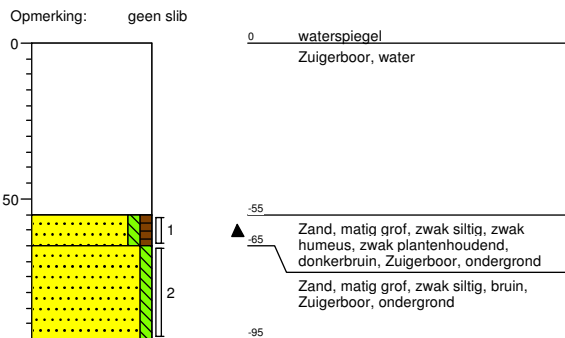 Opmerking: geen slib
0
50
1
2
0 waterspiegel
Zuigerboor, water
-55
Zand, matig grof, zwak siltig, zwak
humeus, zwak plantenhoudend,
donkerbruin, Zuigerboor, ondergrond
-65
Zand, matig grof, zwak siltig, bruin,
Zuigerboor, ondergrond
-95